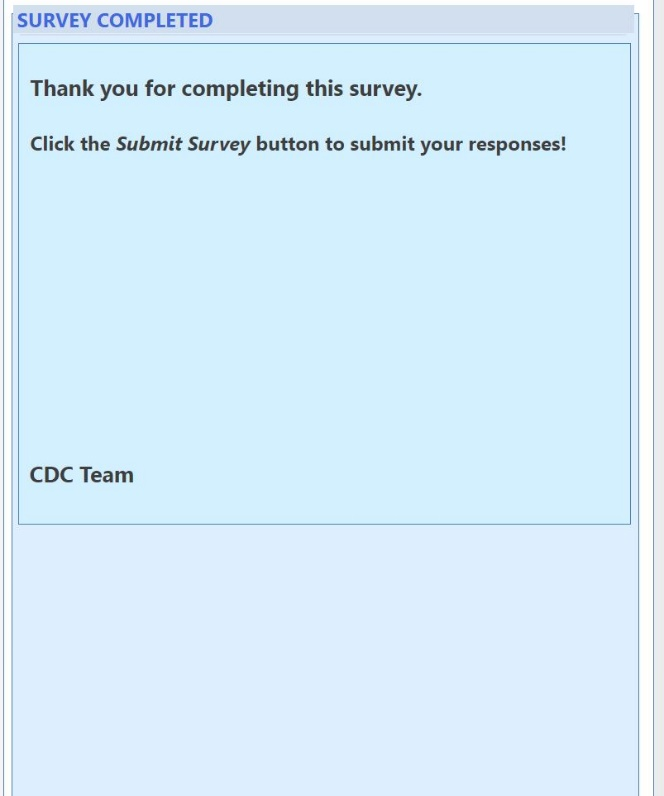 SURVEY COMPLETED
Thank you for completing this survey.
Click the Submit Survey button to submit your responses!
CDC Team